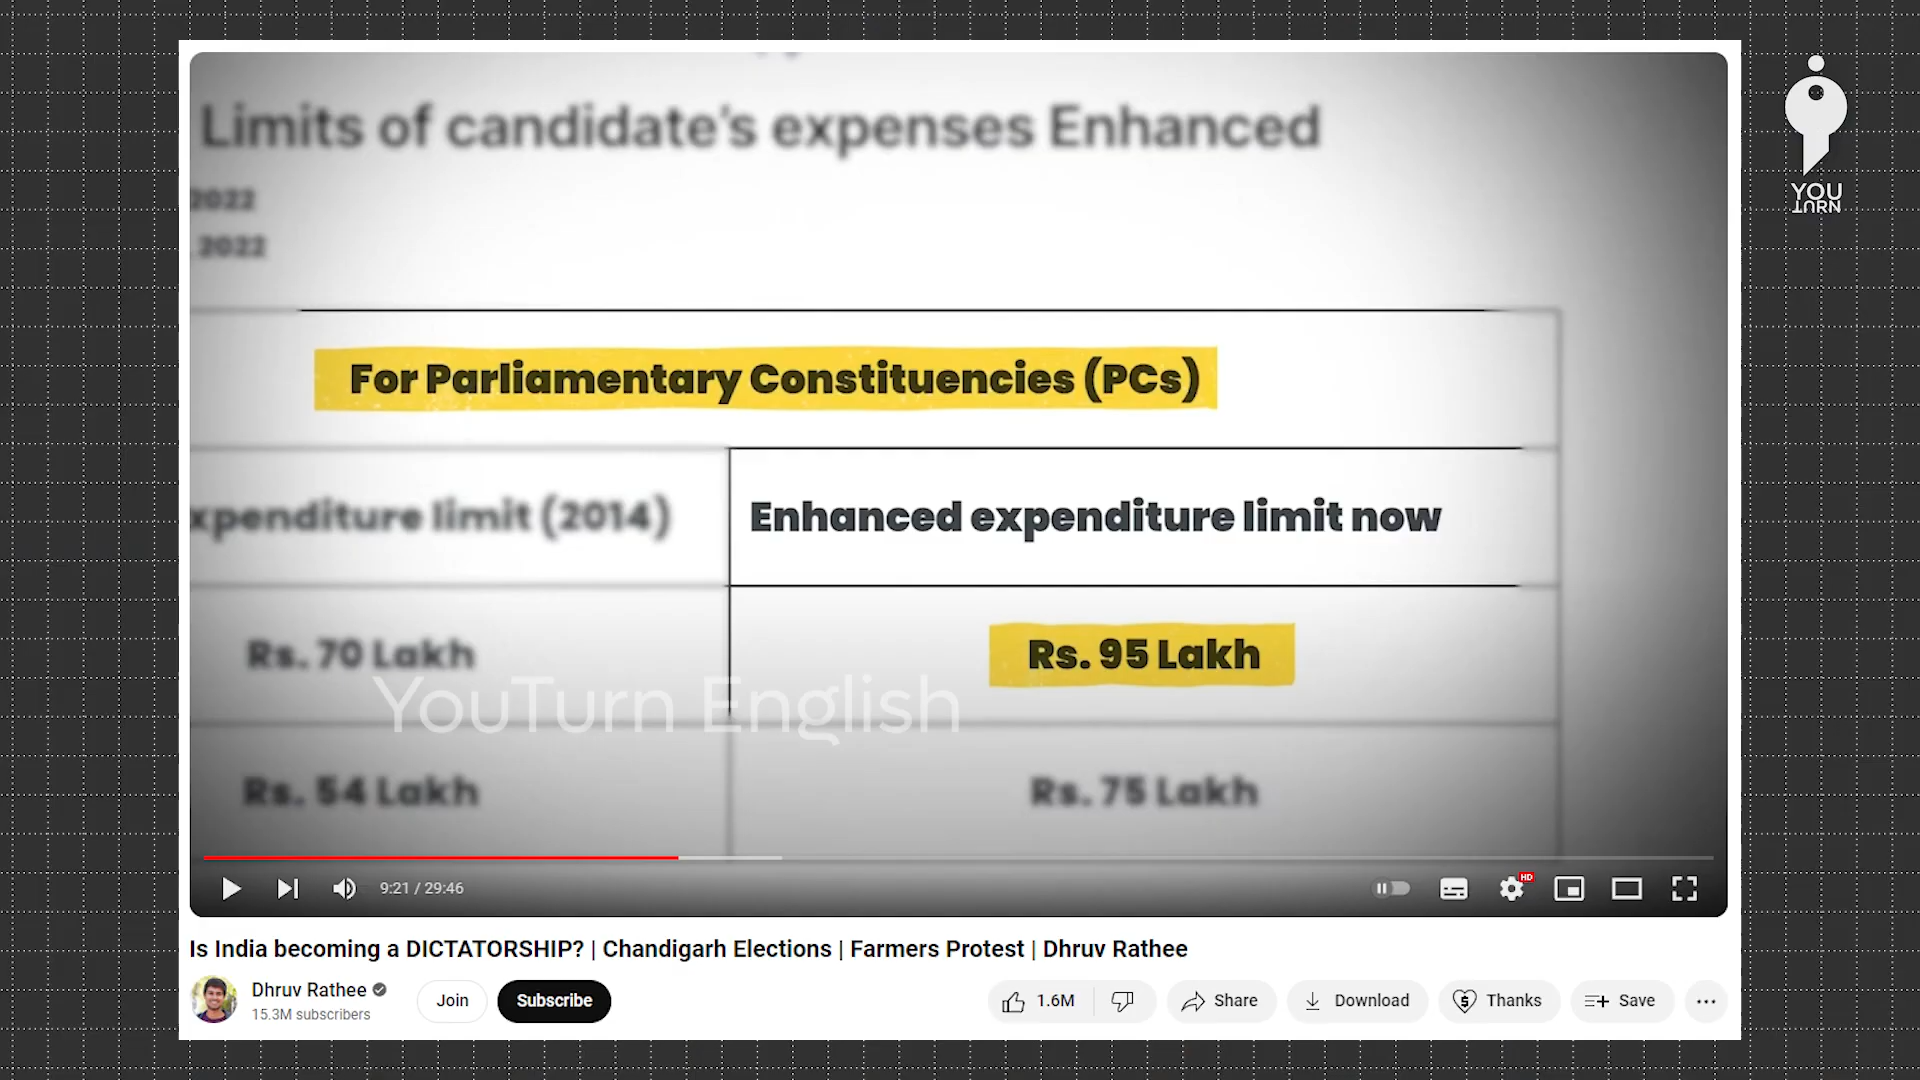 Limits of candidate's expenses Enhanced
2022
, 2022
For Parliamentary Constituencies (PCs)
xpenditure limit (2014)
Enhanced expenditure limit now
Rs. 70 Lakh
Rs. 95 Lakh
YouTurn English
Rs. 54 Lakh
Rs. 75 Lakh
9:21 / 29:46
HD
Is India becoming a DICTATORSHIP? | Chandigarh Elections | Farmers Protest | Dhruv Rathee
Dhruv Rathee
15.3M subscribers
Join
Subscribe
1.6M
Share
Download
Thanks
Save
YOU
TURN